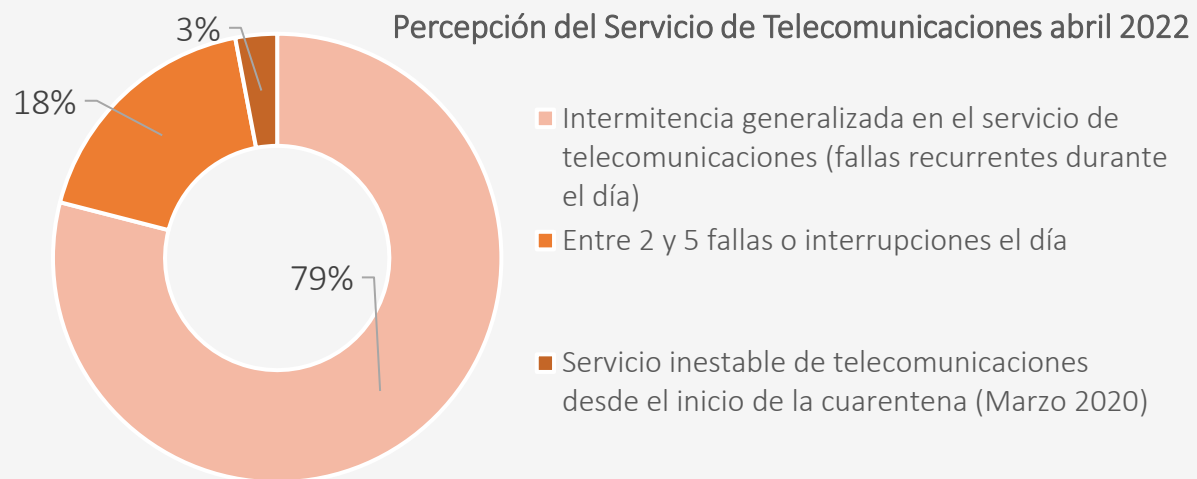 Percepción del Servicio de Telecomunicaciones abril 2022
3%
18%
79%
Intermitencia generalizada en el servicio de
telecomunicaciones (fallas recurrentes durante
el día)
Entre 2 y 5 fallas o interrupciones el día
Servicio inestable de telecomunicaciones
desde el inicio de la cuarentena (Marzo 2020)